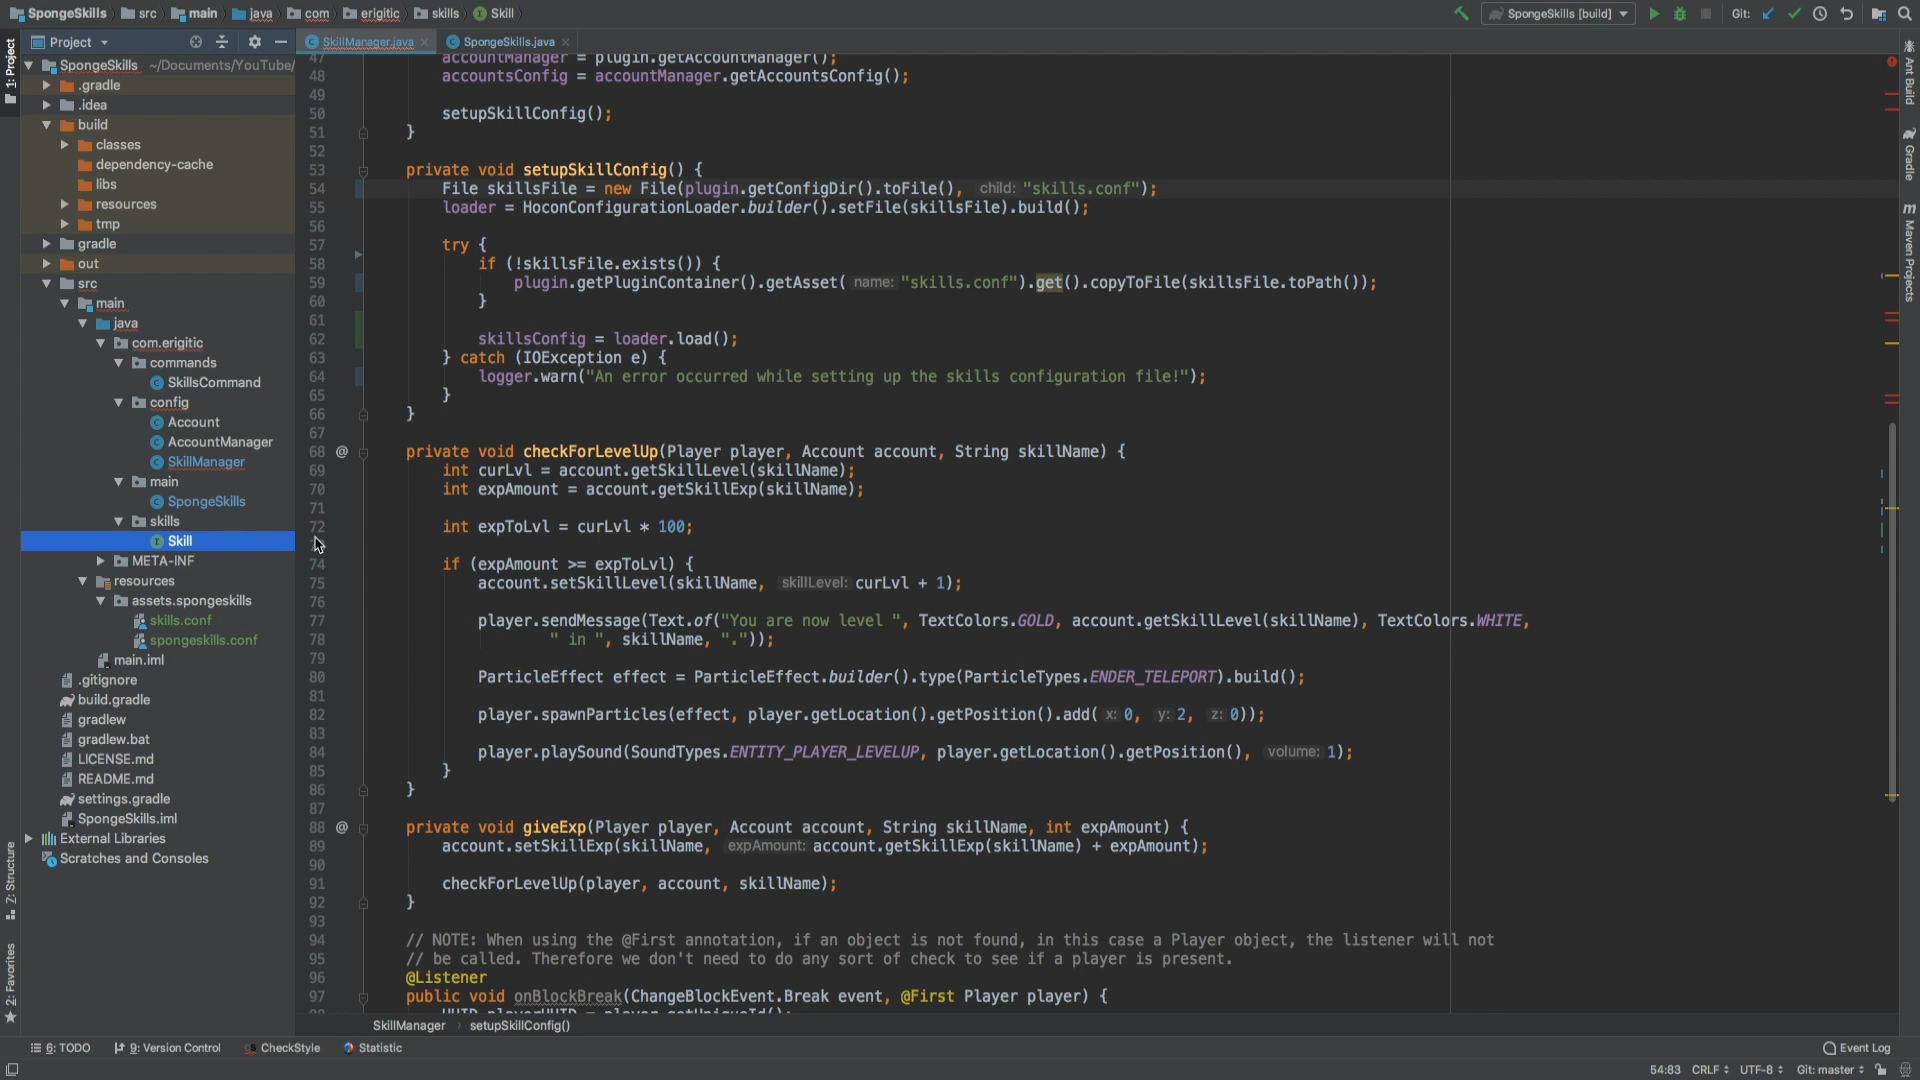 SpongeSkills src main java com erigitic skills Skill
SpongeSkills [build] Git:
Project
SkillManager.java
SpongeSkills.java
1: Project
Z: Structure
2: Favorites
Ant Build
Gradle
Maven Projects
SpongeSkills ~/Documents/YouTube/
.gradle
.idea
build
classes
dependency-cache
libs
resources
tmp
gradle
out
src
main
java
com.erigitic
commands
SkillsCommand
config
Account
AccountManager
SkillManager
main
SpongeSkills
skills
Skill
META-INF
resources
assets.spongeskills
skills.conf
spongeskills.conf
main.iml
.gitignore
build.gradle
gradlew
gradlew.bat
LICENSE.md
README.md
settings.gradle
SpongeSkills.iml
External Libraries
Scratches and Consoles
47 accountManager = plugin.getAccountManager();
48 accountsConfig = accountManager.getAccountsConfig();
49
50 setupSkillConfig();
51 }
52
53 private void setupSkillConfig() {
54 File skillsFile = new File(plugin.getConfigDir().toFile(), child: "skills.conf");
55 loader = HoconConfigurationLoader.builder().setFile(skillsFile).build();
56
57 try {
58 if (!skillsFile.exists()) {
59 plugin.getPluginContainer().getAsset( name: "skills.conf").get().copyToFile(skillsFile.toPath());
60 }
61
62 skillsConfig = loader.load();
63 } catch (IOException e) {
64 logger.warn("An error occurred while setting up the skills configuration file!");
65 }
66 }
67
68 @ private void checkForLevelUp(Player player, Account account, String skillName) {
69 int curLvl = account.getSkillLevel(skillName);
70 int expAmount = account.getSkillExp(skillName);
71
72 int expToLvl = curLvl * 100;
74 if (expAmount >= expToLvl) {
75 account.setSkillLevel(skillName, skillLevel: curLvl + 1);
76
77 player.sendMessage(Text.of("You are now level ", TextColors.GOLD, account.getSkillLevel(skillName), TextColors.WHITE,
78 " in ", skillName, "."));
79
80 ParticleEffect effect = ParticleEffect.builder().type(ParticleTypes.ENDER_TELEPORT).build();
81
82 player.spawnParticles(effect, player.getLocation().getPosition().add( x: 0, y: 2, z: 0));
83
84 player.playSound(SoundTypes.ENTITY_PLAYER_LEVELUP, player.getLocation().getPosition(), volume: 1);
85 }
86 }
87
88 @ private void giveExp(Player player, Account account, String skillName, int expAmount) {
89 account.setSkillExp(skillName, expAmount: account.getSkillExp(skillName) + expAmount);
90
91 checkForLevelUp(player, account, skillName);
92 }
93
94 // NOTE: When using the @First annotation, if an object is not found, in this case a Player object, the listener will not
95 // be called. Therefore we don't need to do any sort of check to see if a player is present.
96 @Listener
97 public void onBlockBreak(ChangeBlockEvent.Break event, @First Player player) {
UUID playerUUID = player.getUniqueId();
SkillManager setupSkillConfig()
6: TODO 9: Version Control CheckStyle Statistic Event Log
54:83 CRLF UTF-8 Git: master